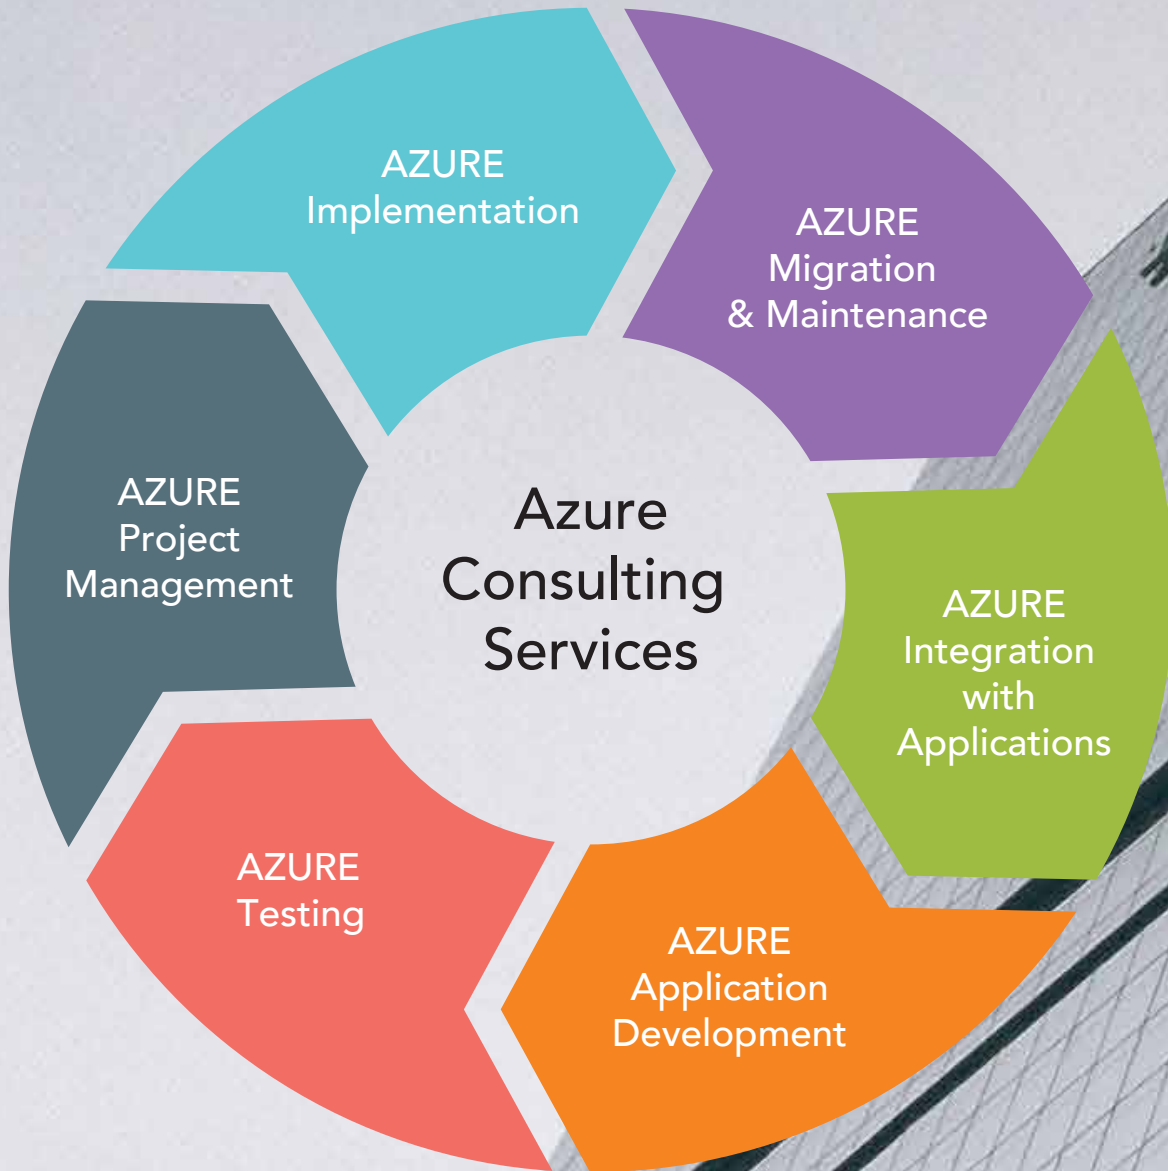 AZURE
Implementation
AZURE
Migration
& Maintenance
AZURE
Integration
with
Applications
AZURE
Application
Development
AZURE
Testing
AZURE
Project
Management
Azure
Consulting
Services